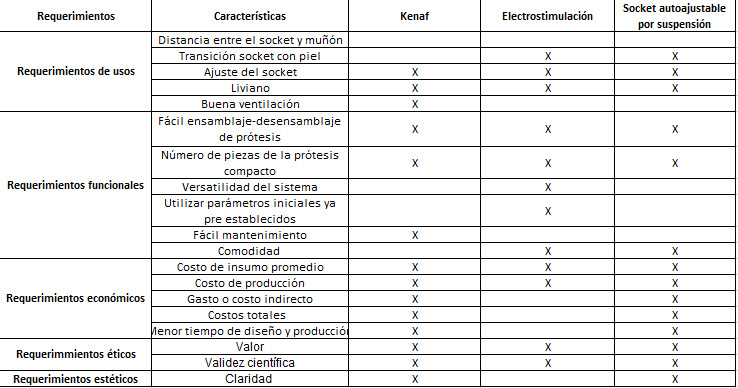 Requerimientos Características Kenaf Electrostimulación Socket autoajustable por suspensión
Requerimientos de usos
Distancia entre el socket y muñón
Transición socket con piel X X
Ajuste del socket X X X
Liviano X X X
Buena ventilación X
Requerimientos funcionales
Fácil ensamblaje-desensamblaje
de prótesis X X X
Número de piezas de la prótesis
compacto X X X
Versatilidad del sistema X
Utilizar parámetros iniciales ya
pre establecidos X
Fácil mantenimiento X
Comodidad X X
Requerimientos económicos
Costo de insumo promedio X X X
Costo de producción X X X
Gasto o costo indirecto X X
Costos totales X X
Menor tiempo de diseño y producción X X
Requerimmientos éticos
Valor X X X
Validez científica X X X
Requerimientos estéticos Claridad X X